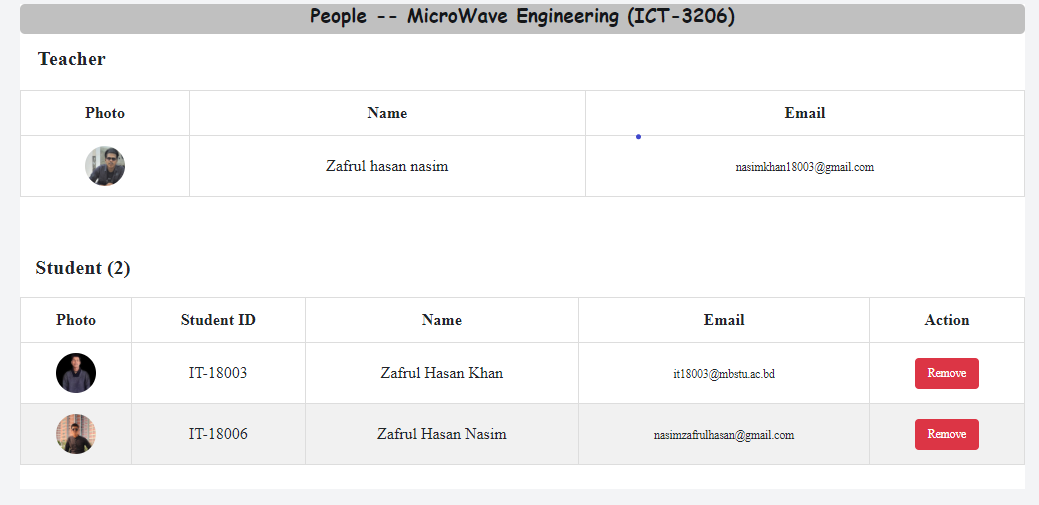 People -- MicroWave Engineering (ICT-3206)
Teacher
Photo Name Email
Zafrul hasan nasim nasimkhan18003@gmail.com
Student (2)
Photo Student ID Name Email Action
IT-18003 Zafrul Hasan Khan it18003@mbstu.ac.bd Remove
IT-18006 Zafrul Hasan Nasim nasimzafrulhasan@gmail.com Remove